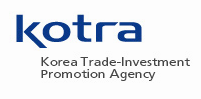 kotra
Korea Trade-Investment
Promotion Agency